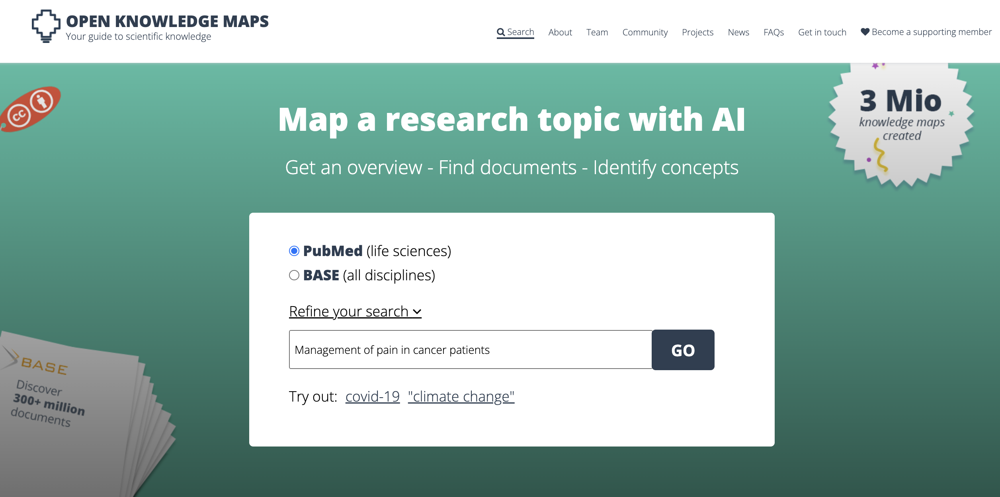 OPEN KNOWLEDGE MAPS
Your guide to scientific knowledge
Search About Team Community Projects News FAQs Get in touch Become a supporting member
cc
3 Mio
knowledge maps
created
Map a research topic with AI
Get an overview - Find documents - Identify concepts
PubMed (life sciences)
BASE (all disciplines)
Refine your search
Management of pain in cancer patients
GO
Try out: covid-19 "climate change"
BASE
Discover
300+ million
documents